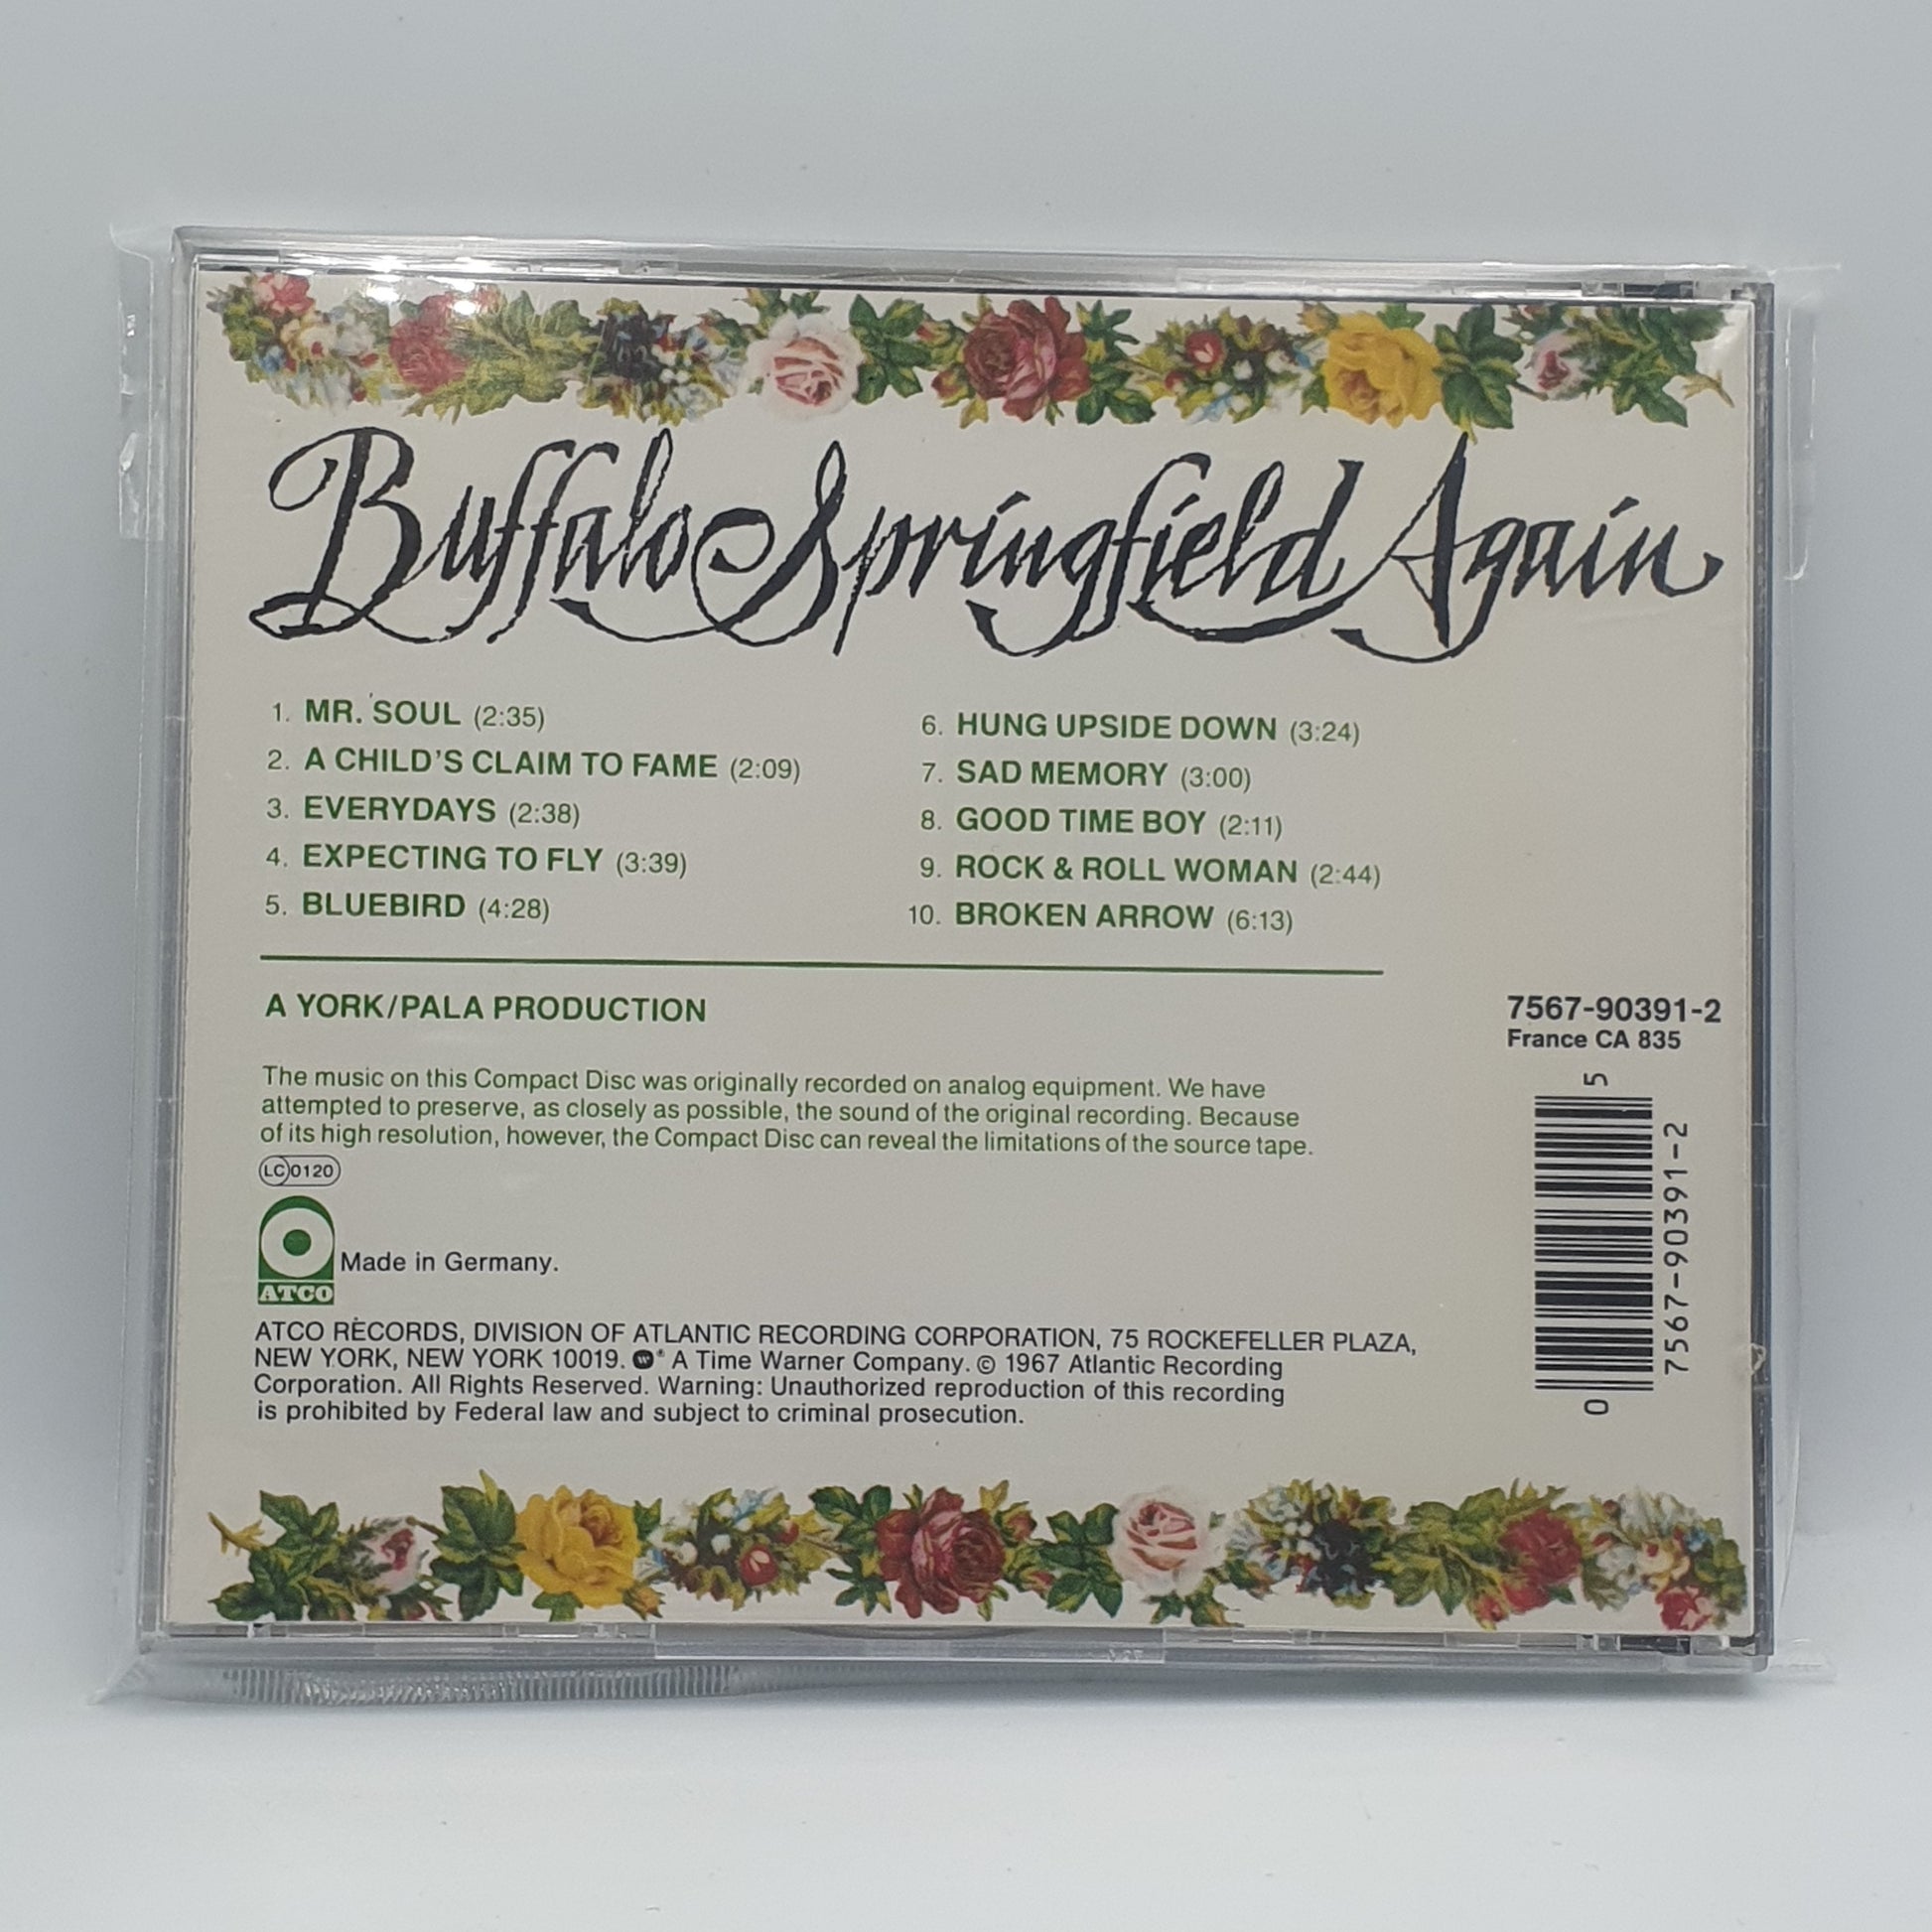 Buffalo Springfield Again
1. MR. SOUL (2:35)
2. A CHILD'S CLAIM TO FAME (2:09)
3. EVERYDAYS (2:38)
4. EXPECTING TO FLY (3:39)
5. BLUEBIRD (4:28)
6. HUNG UPSIDE DOWN (3:24)
7. SAD MEMORY (3:00)
8. GOOD TIME BOY (2:11)
9. ROCK & ROLL WOMAN (2:44)
10. BROKEN ARROW (6:13)
A YORK/PALA PRODUCTION
7567-90391-2
France CA 835
The music on this Compact Disc was originally recorded on analog equipment. We have
attempted to preserve, as closely as possible, the sound of the original recording. Because
of its high resolution, however, the Compact Disc can reveal the limitations of the source tape.
LC 0120
ATCO
Made in Germany.
ATCO RECORDS, DIVISION OF ATLANTIC RECORDING CORPORATION, 75 ROCKEFELLER PLAZA,
NEW YORK, NEW YORK 10019. W® A Time Warner Company. © 1967 Atlantic Recording
Corporation. All Rights Reserved. Warning: Unauthorized reproduction of this recording
is prohibited by Federal law and subject to criminal prosecution.
0 5
7567-90391-2